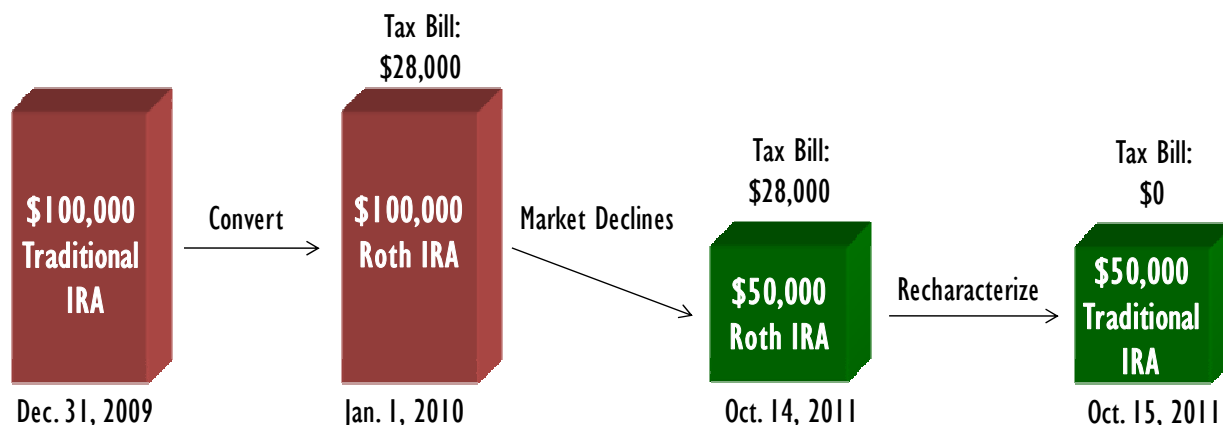 Tax Bill:
$28,000
$100,000
Traditional
IRA
Dec. 31, 2009
Convert
$100,000
Roth IRA
Jan. 1, 2010
Market Declines
Tax Bill:
$28,000
$50,000
Roth IRA
Oct. 14, 2011
Recharacterize
Tax Bill:
$0
$50,000
Traditional
IRA
Oct. 15, 2011